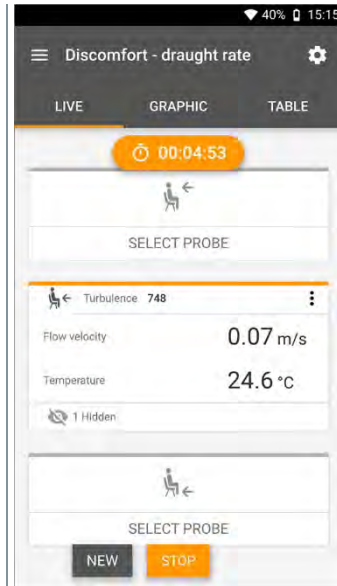 40% 15:15
Discomfort - draught rate
LIVE GRAPHIC TABLE
00:04:53
SELECT PROBE
Turbulence 748
Flow velocity 0.07 m/s
Temperature 24.6 °C
1 Hidden
SELECT PROBE
NEW STOP